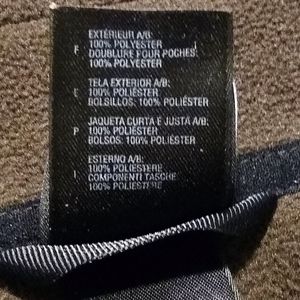 EXTÉRIEUR A/B:
F 100% POLYESTER
DOUBLURE POUR POCHES:
100% POLYESTER
TELA EXTERIOR A/B:
E 100% POLIÉSTER
BOLSILLOS: 100% POLIÉSTER
JAQUETA CURTA E JUSTA A/B:
P 100% POLIÉSTER
BOLSOS: 100% POLIÉSTER
ESTERNO A/B:
I 100% POLIESTERE
COMPONENTI TASCHE:
100% POLIESTERE